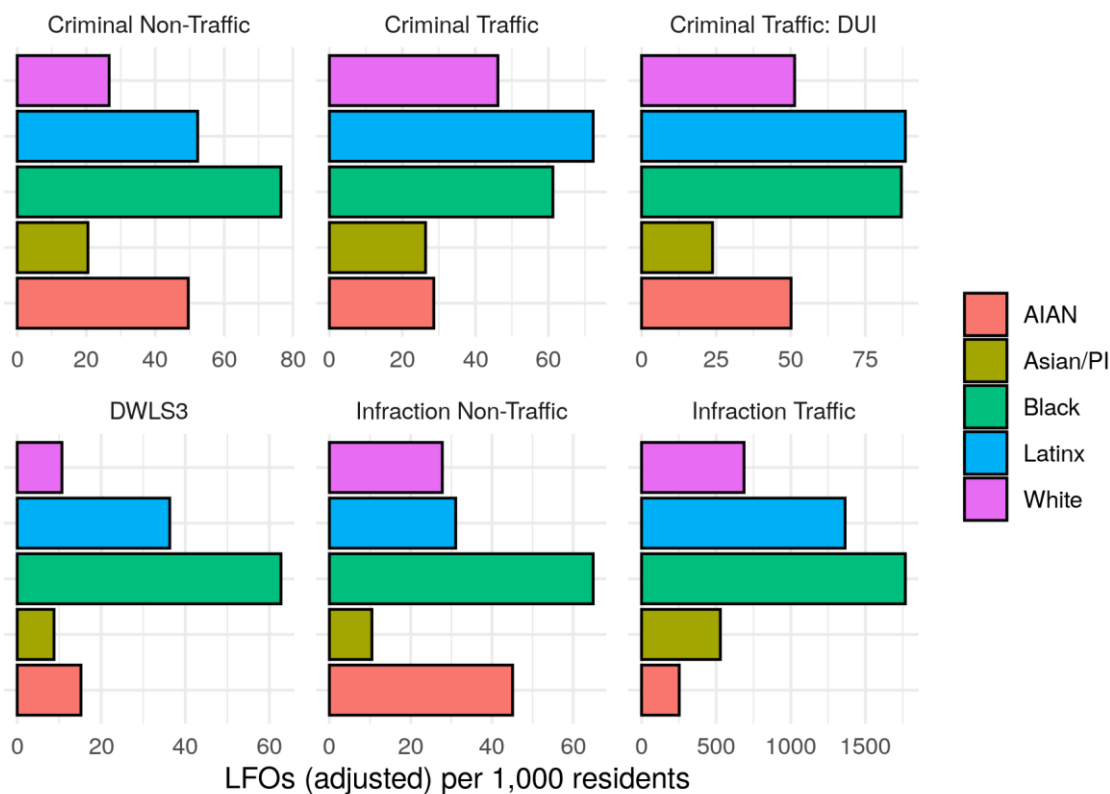 Criminal Non-Traffic
Criminal Traffic
Criminal Traffic: DUI
0 20 40 60 80
0 20 40 60
0 25 50 75
DWLS3
Infraction Non-Traffic
Infraction Traffic
0 20 40 60
0 20 40 60
0 500 1000 1500
LFOs (adjusted) per 1,000 residents
AIAN
Asian/PI
Black
Latinx
White